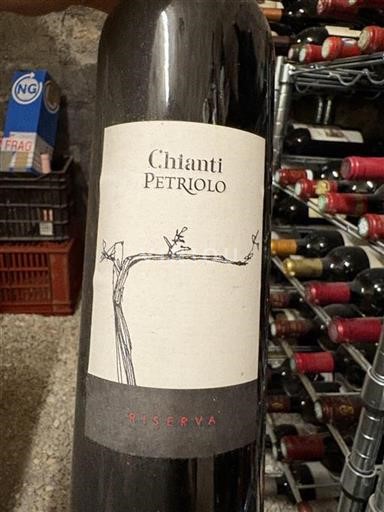 Chianti
PETRIOLO
RISERVA
NG
FRAG